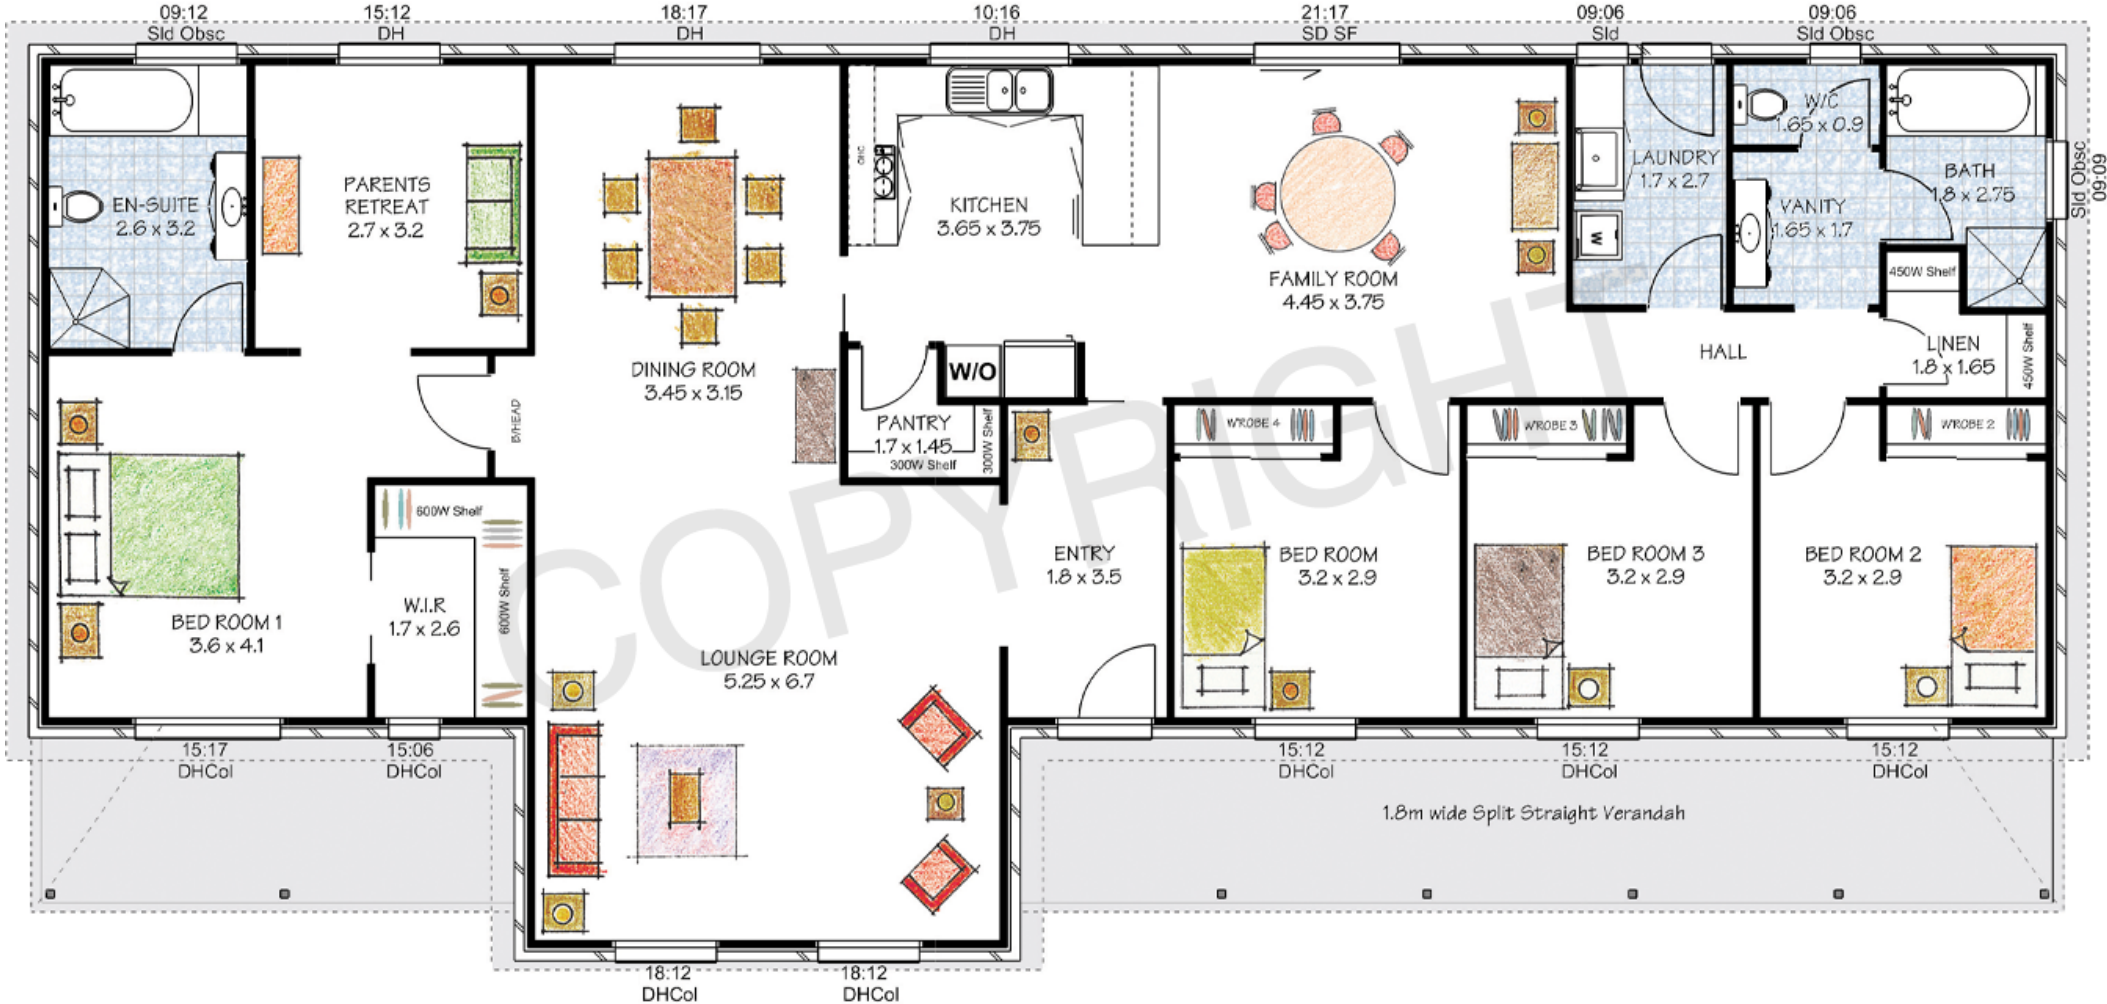 09:12
Sld Obsc
15:12
DH
18:17
DH
10:16
DH
21:17
SD SF
09:06
Sld
09:06
Sld Obsc
EN-SUITE
2.6 x 3.2
PARENTS
RETREAT
2.7 x 3.2
DINING ROOM
3.45 x 3.15
OHC
KITCHEN
3.65 x 3.75
FAMILY ROOM
4.45 x 3.75
LAUNDRY
1.7 x 2.7
W
W/C
1.65 x 0.9
VANITY
1.65 x 1.7
BATH
1.8 x 2.75
Sld Obsc
09:09
450W Shelf
LINEN
1.8 x 1.65
450W Shelf
HALL
B/HEAD
W/O
PANTRY
1.7 x 1.45
300W Shelf
300W Shelf
W'ROBE 4
W'ROBE 3
W'ROBE 2
600W Shelf
600W Shelf
W.I.R
1.7 x 2.6
BED ROOM 1
3.6 x 4.1
LOUNGE ROOM
5.25 x 6.7
ENTRY
1.8 x 3.5
BED ROOM
3.2 x 2.9
BED ROOM 3
3.2 x 2.9
BED ROOM 2
3.2 x 2.9
COPYRIGHT
15:17
DHCol
15:06
DHCol
15:12
DHCol
15:12
DHCol
15:12
DHCol
1.8m wide Split Straight Verandah
18:12
DHCol
18:12
DHCol